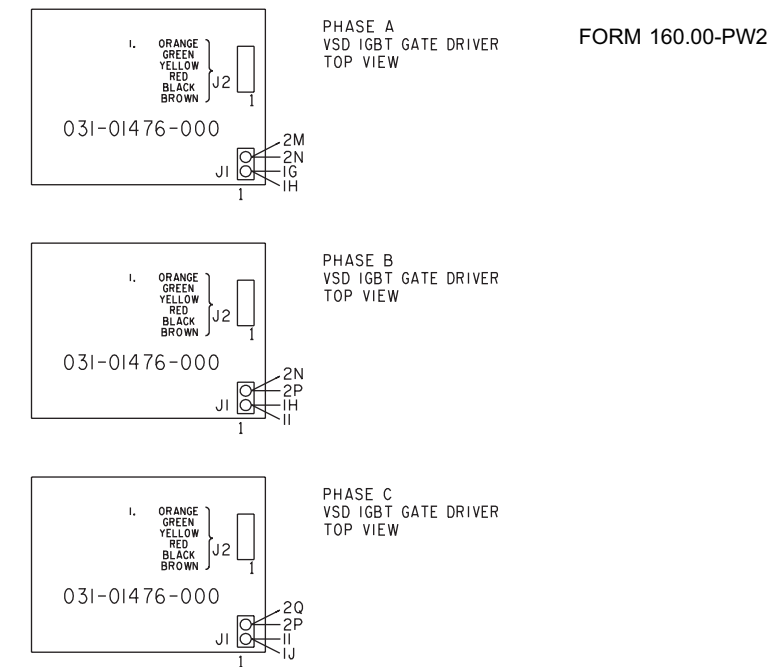 PHASE A
VSD IGBT GATE DRIVER
TOP VIEW
FORM 160.00-PW2
1. ORANGE
GREEN
YELLOW
RED
BLACK
BROWN
J2
1
031-01476-000
2M
2N
1G
1H
J1
1
PHASE B
VSD IGBT GATE DRIVER
TOP VIEW
1. ORANGE
GREEN
YELLOW
RED
BLACK
BROWN
J2
1
031-01476-000
2N
2P
1H
1I
J1
1
PHASE C
VSD IGBT GATE DRIVER
TOP VIEW
1. ORANGE
GREEN
YELLOW
RED
BLACK
BROWN
J2
1
031-01476-000
2Q
2P
1I
1J
J1
1